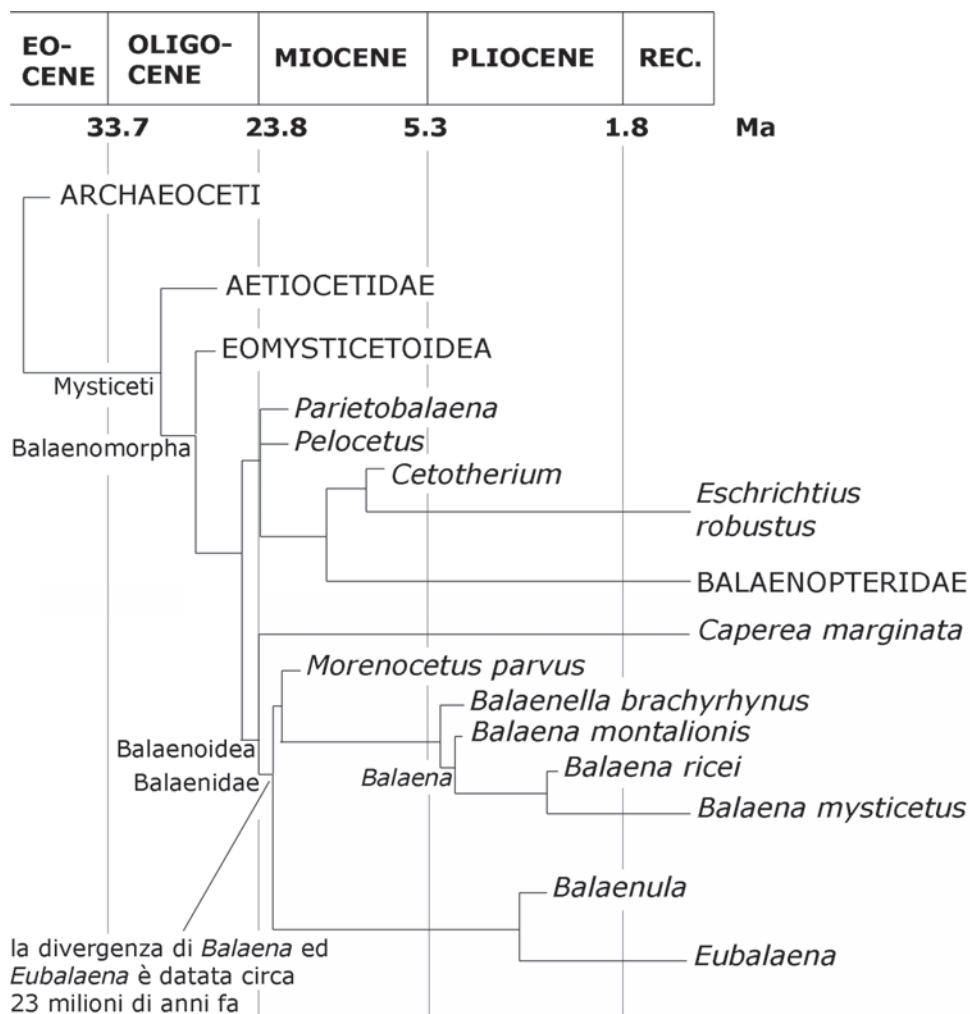 EO-
CENE
OLIGO-
CENE
MIOCENE
PLIOCENE
REC.
33.7 23.8 5.3 1.8 Ma
ARCHAEOCETI
AETIOCETIDAE
EOMYSTICETOIDEA
Mysticeti
Parietobalaena
Balaenomorpha
Pelocetus
Cetotherium
Eschrichtius
robustus
BALAENOPTERIDAE
Caperea marginata
Morenocetus parvus
Balaenella brachyrhynus
Balaena montalionis
Balaenoidea
Balaena ricei
Balaena
Balaenidae
Balaena mysticetus
Balaenula
Eubalaena
la divergenza di Balaena ed
Eubalaena è datata circa
23 milioni di anni fa